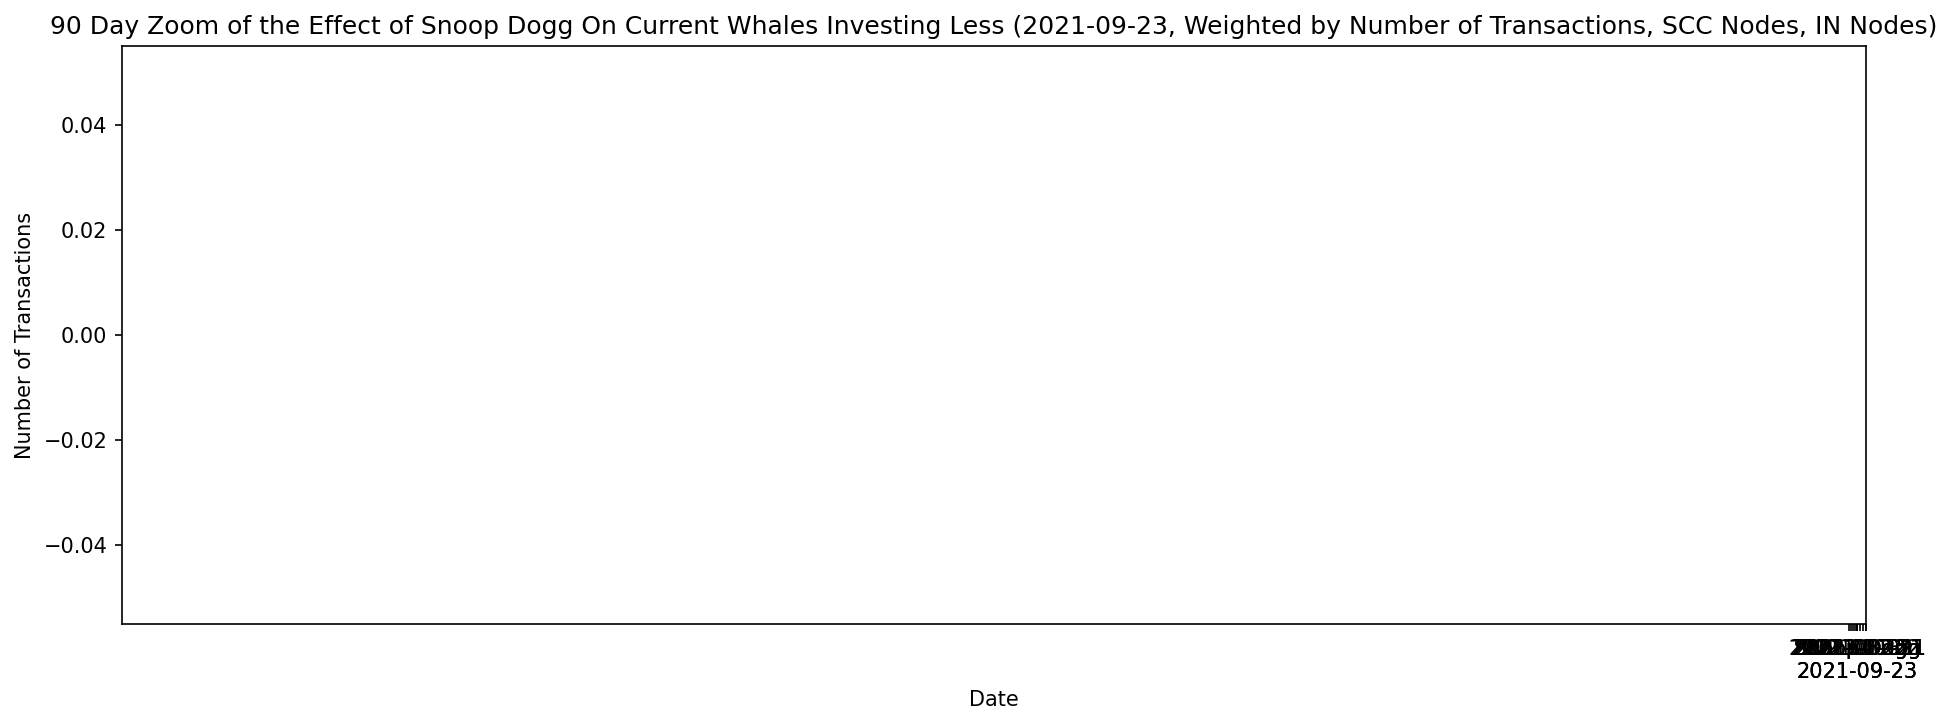 90 Day Zoom of the Effect of Snoop Dogg On Current Whales Investing Less (2021-09-23, Weighted by Number of Transactions, SCC Nodes, IN Nodes)
0.04
0.02
0.00
−0.02
−0.04
Number of Transactions
2021-09-23
Date